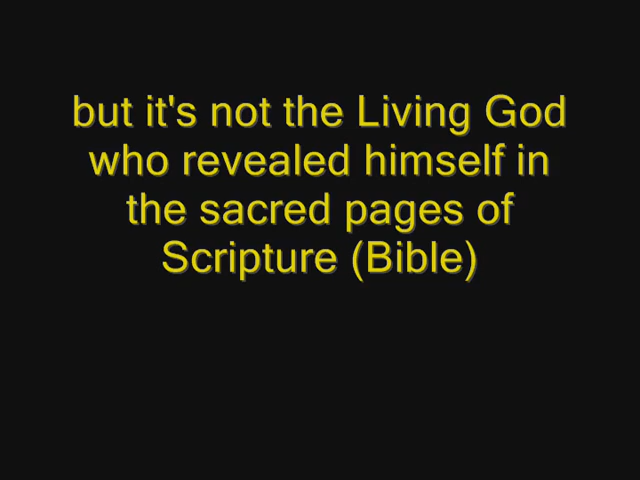 but it's not the Living God
who revealed himself in
the sacred pages of
Scripture (Bible)